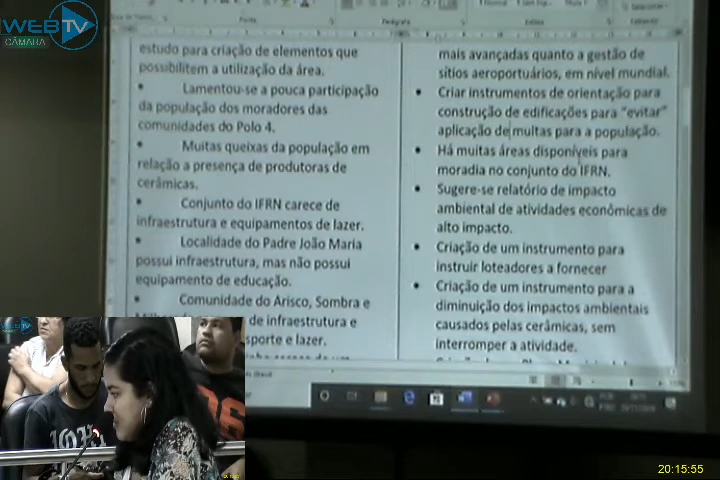 WEBTV
CÂMARA
estudo para criação de elementos que
possibilitem a utilização da área.
• Lamentou-se a pouca participação
da população dos moradores das
comunidades do Polo 4.
• Muitas queixas da população em
relação a presença de produtoras de
cerâmicas.
• Conjunto do IFRN carece de
infraestrutura e equipamentos de lazer.
• Localidade do Padre João Maria
possui infraestrutura, mas não possui
equipamento de educação.
• Comunidade do Arisco, Sombra e
de infraestrutura e
sporte e lazer.
mais avançadas quanto a gestão de
sítios aeroportuários, em nível mundial.
• Criar instrumentos de orientação para
construção de edificações para "evitar"
aplicação de multas para a população.
• Há muitas áreas disponíveis para
moradia no conjunto do IFRN.
• Sugere-se relatório de impacto
ambiental de atividades econômicas de
alto impacto.
• Criação de um instrumento para
instruir loteadores a fornecer
• Criação de um instrumento para a
diminuição dos impactos ambientais
causados pelas cerâmicas, sem
interromper a atividade.
WEBTV
20:15:55